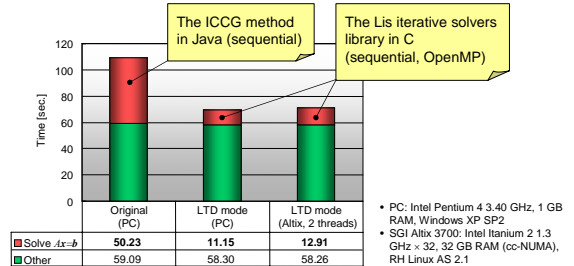 The ICCG method
in Java (sequential)
The Lis iterative solvers
library in C
(sequential, OpenMP)
Time [sec.]
120
100
80
60
40
20
0
Original
(PC)
LTD mode
(PC)
LTD mode
(Altix, 2 threads)
Solve Ax=b 50.23 11.15 12.91
Other 59.09 58.30 58.26
• PC: Intel Pentium 4 3.40 GHz, 1 GB
RAM, Windows XP SP2
• SGI Altix 3700: Intel Itanium 2 1.3
GHz × 32, 32 GB RAM (cc-NUMA),
RH Linux AS 2.1